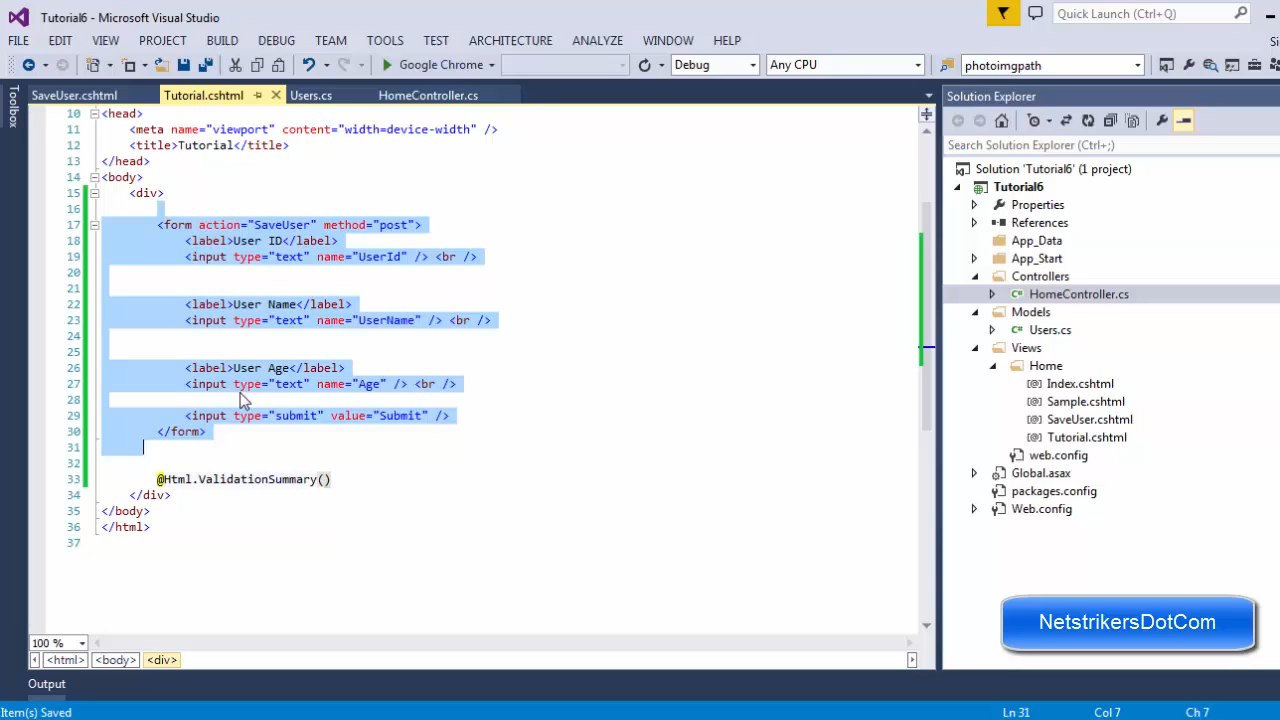 Tutorial6 - Microsoft Visual Studio
Quick Launch (Ctrl+Q)
FILE EDIT VIEW PROJECT BUILD DEBUG TEAM TOOLS TEST ARCHITECTURE ANALYZE WINDOW HELP
Si
Google Chrome Debug Any CPU photoimgpath
Toolbox
SaveUser.cshtml Tutorial.cshtml Users.cs HomeController.cs
10 <head>
11 <meta name="viewport" content="width=device-width" />
12 <title>Tutorial</title>
13 </head>
14 <body>
15 <div>
16
17 <form action="SaveUser" method="post">
18 <label>User ID</label>
19 <input type="text" name="UserId" /> <br />
20
21
22 <label>User Name</label>
23 <input type="text" name="UserName" /> <br />
24
25
26 <label>User Age</label>
27 <input type="text" name="Age" /> <br />
28
29 <input type="submit" value="Submit" />
30 </form>
31
32
33 @Html.ValidationSummary()
34 </div>
35 </body>
36 </html>
37
100 %
<html> <body> <div>
Output
Item(s) Saved Ln 31 Col 7 Ch 7
Solution Explorer
Search Solution Explorer (Ctrl+;)
Solution 'Tutorial6' (1 project)
Tutorial6
Properties
References
App_Data
App_Start
Controllers
HomeController.cs
Models
Users.cs
Views
Home
Index.cshtml
Sample.cshtml
SaveUser.cshtml
Tutorial.cshtml
web.config
Global.asax
packages.config
Web.config
NetstrikersDotCom